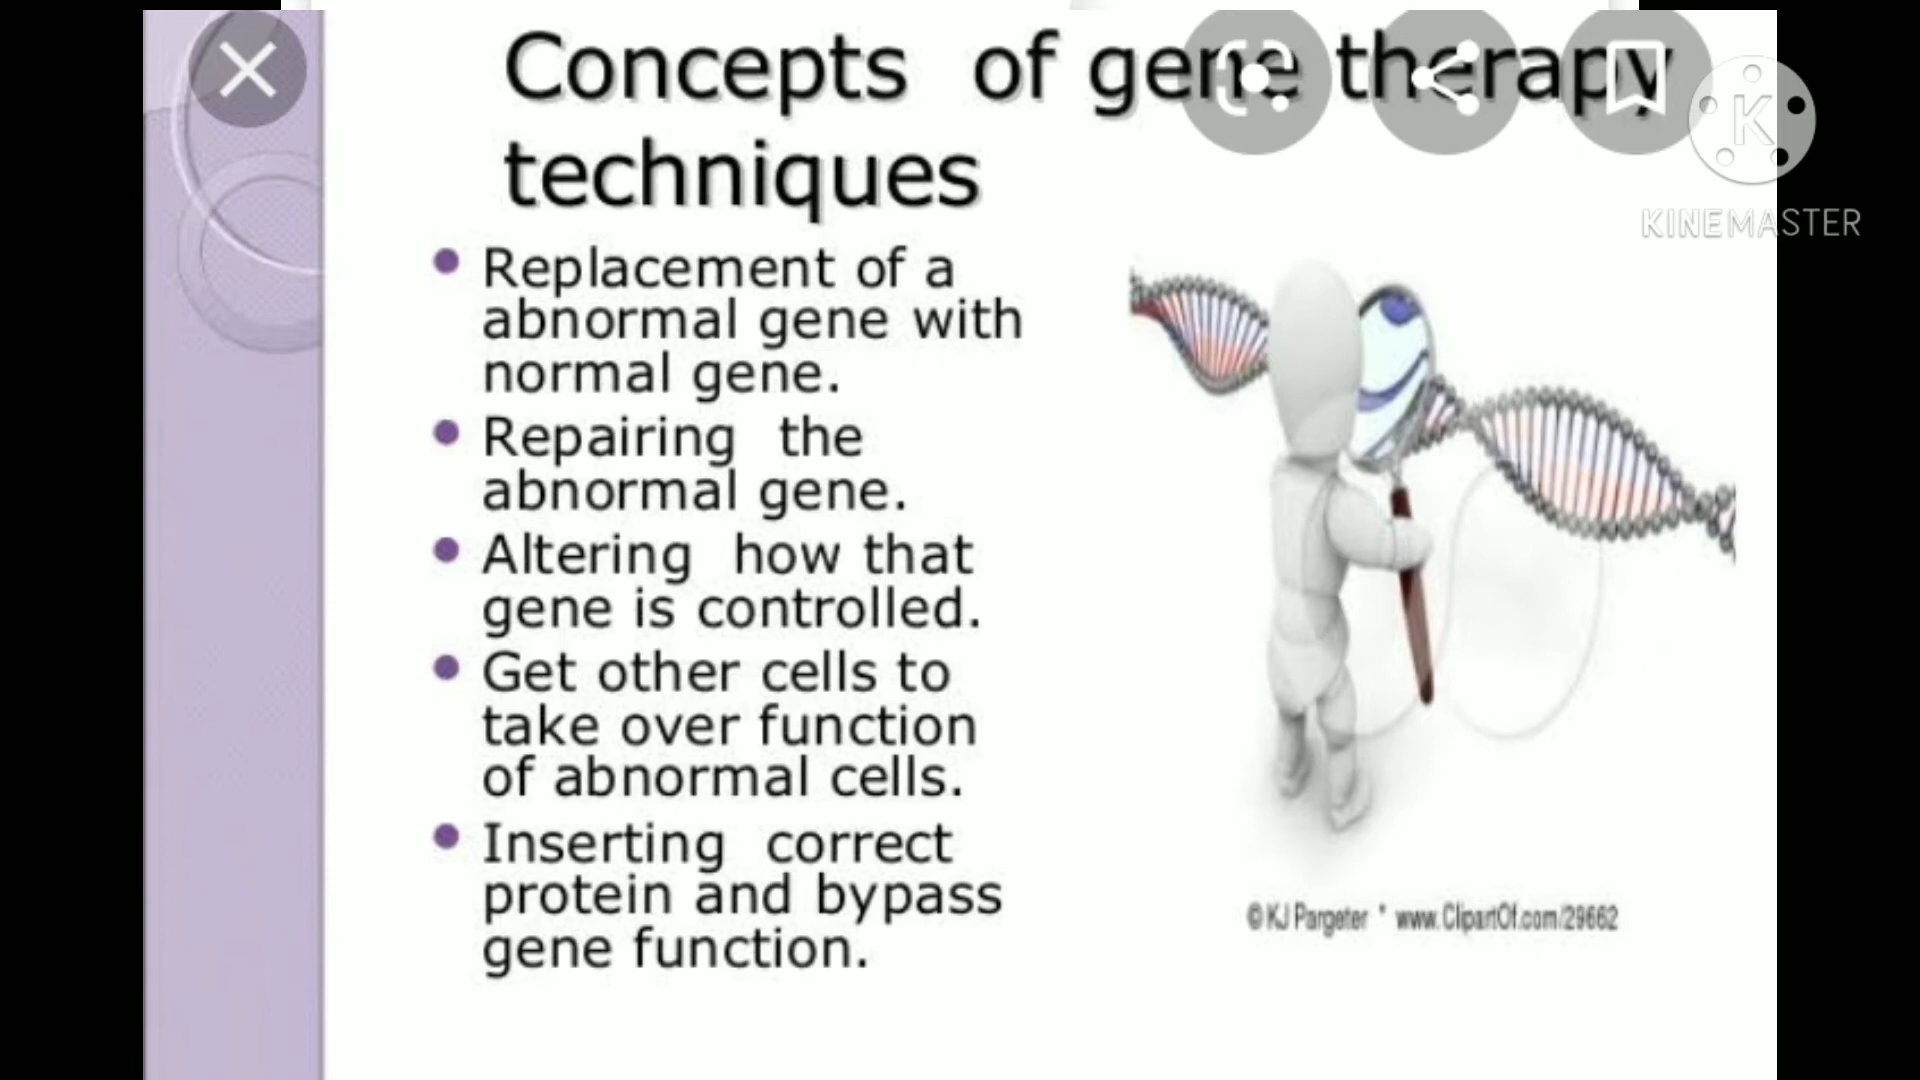 Concepts of gene therapy
techniques
K
KINEMASTER
Replacement of a
abnormal gene with
normal gene.
Repairing the
abnormal gene.
Altering how that
gene is controlled.
Get other cells to
take over function
of abnormal cells.
Inserting correct
protein and bypass
gene function.
© KJ Pargeter * www.ClipartOf.com/29662